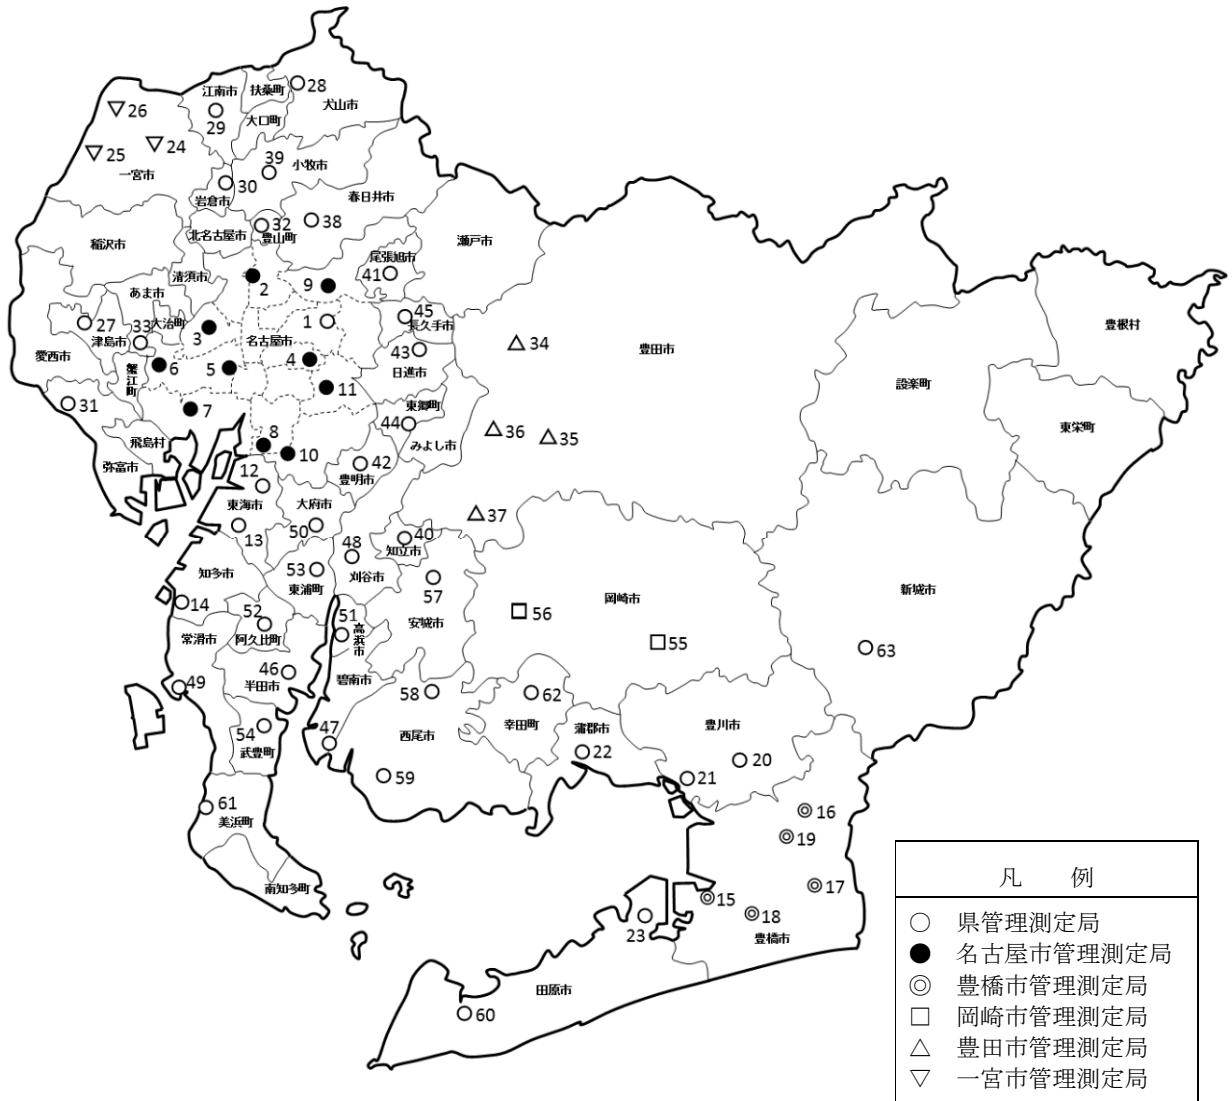 28
江南市
扶桑町
犬山市
26
29
大口町
24
25
39
小牧市
一宮市
30
岩倉市
春日井市
32
38
豊山町
北名古屋市
瀬戸市
稲沢市
尾張旭市
41
清須市
2
9
あま市
45
27
大治町
3
1
長久手市
33
津島市
名古屋市
34
豊田市
豊根村
愛西市
43
4
6
5
日進市
蟹江町
11
設楽町
31
7
東郷町
44
36
35
東栄町
飛島村
8
みよし市
弥富市
10
42
豊明市
12
東海市
大府市
37
13
50
40
知立市
48
知多市
53
東浦町
刈谷市
57
岡崎市
新城市
14
52
51
56
阿久比町
高浜市
安城市
常滑市
55
63
46
半田市
碧南市
49
58
62
54
武豊町
47
西尾市
幸田町
蒲郡市
豊川市
22
20
59
21
61
美浜町
16
19
南知多町
17
15
18
23
豊橋市
田原市
60
凡 例
○ 県管理測定局
● 名古屋市管理測定局
◎ 豊橋市管理測定局
□ 岡崎市管理測定局
△ 豊田市管理測定局
▽ 一宮市管理測定局